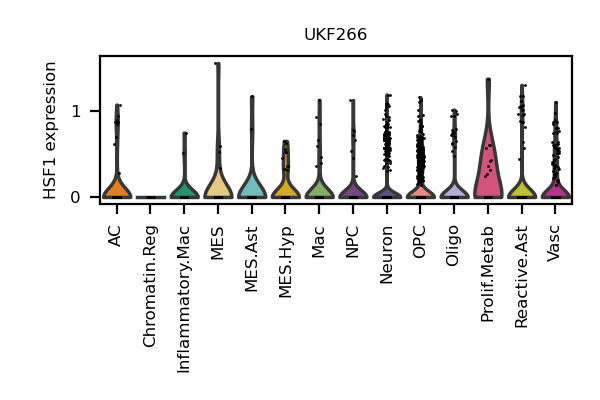 UKF266
HSF1 expression
1
0
AC
Chromatin.Reg
Inflammatory.Mac
MES
MES.Ast
MES.Hyp
Mac
NPC
Neuron
OPC
Oligo
Prolif.Metab
Reactive.Ast
Vasc